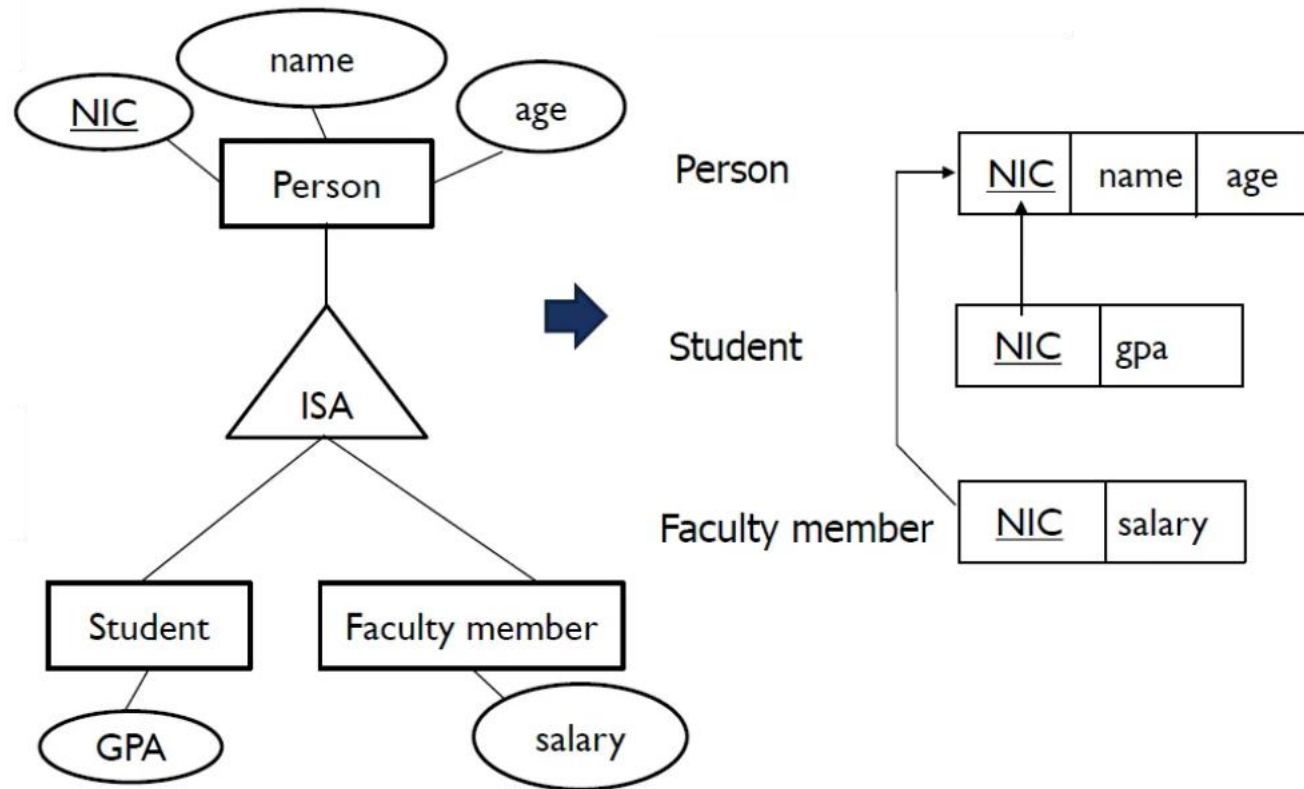 name
NIC
age
Person
ISA
Student
Faculty member
GPA
salary
Person
NIC
name
age
Student
NIC
gpa
Faculty member
NIC
salary